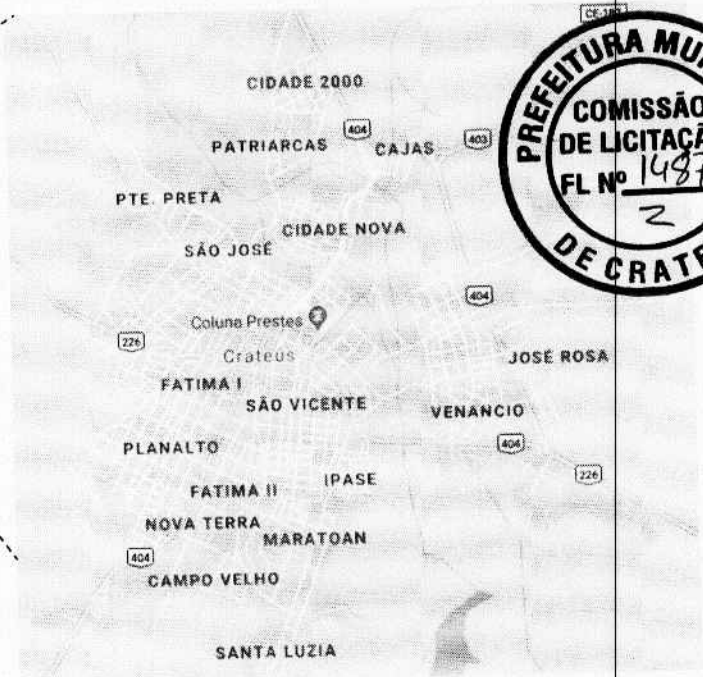 CE-187
CIDADE 2000
404
PATRIARCAS
CAJAS
403
PTE. PRETA
CIDADE NOVA
SÃO JOSÉ
404
Coluna Prestes
226
Crateús
JOSÉ ROSA
FATIMA I
SÃO VICENTE
VENANCIO
404
PLANALTO
IPASE
226
FATIMA II
NOVA TERRA
MARATOAN
404
CAMPO VELHO
SANTA LUZIA
PREFEITURA MU
COMISSÃO
DE LICITAÇÃ
FL Nº 1487
DE CRATE